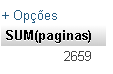 + Opções
SUM(paginas)
2659